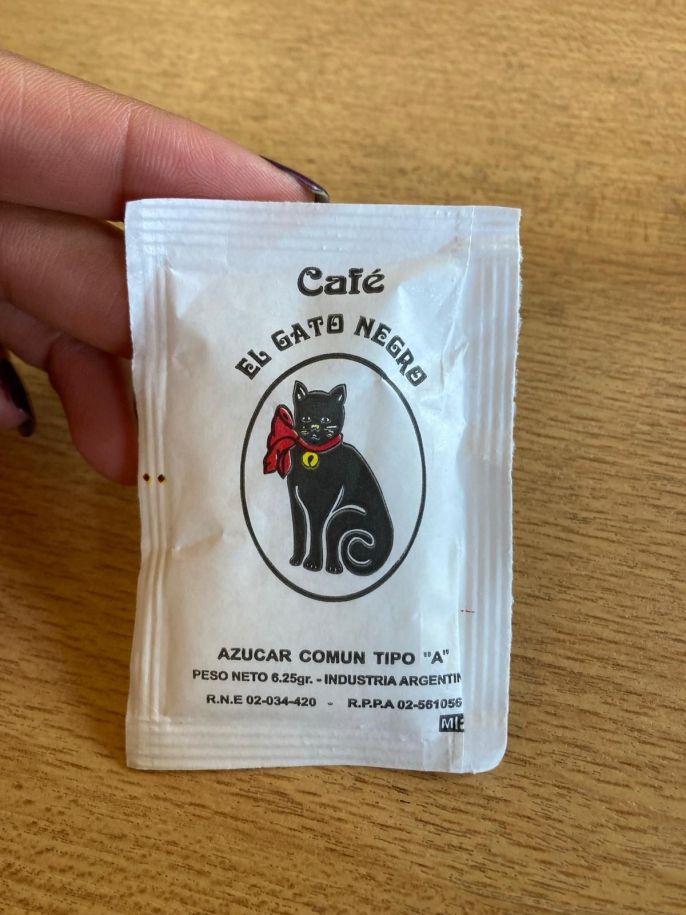 Café
EL GATO NEGRO
AZUCAR COMUN TIPO "A"
PESO NETO 6.25gr. - INDUSTRIA ARGENTIN
R.N.E 02-034-420 - R.P.P.A 02-561056